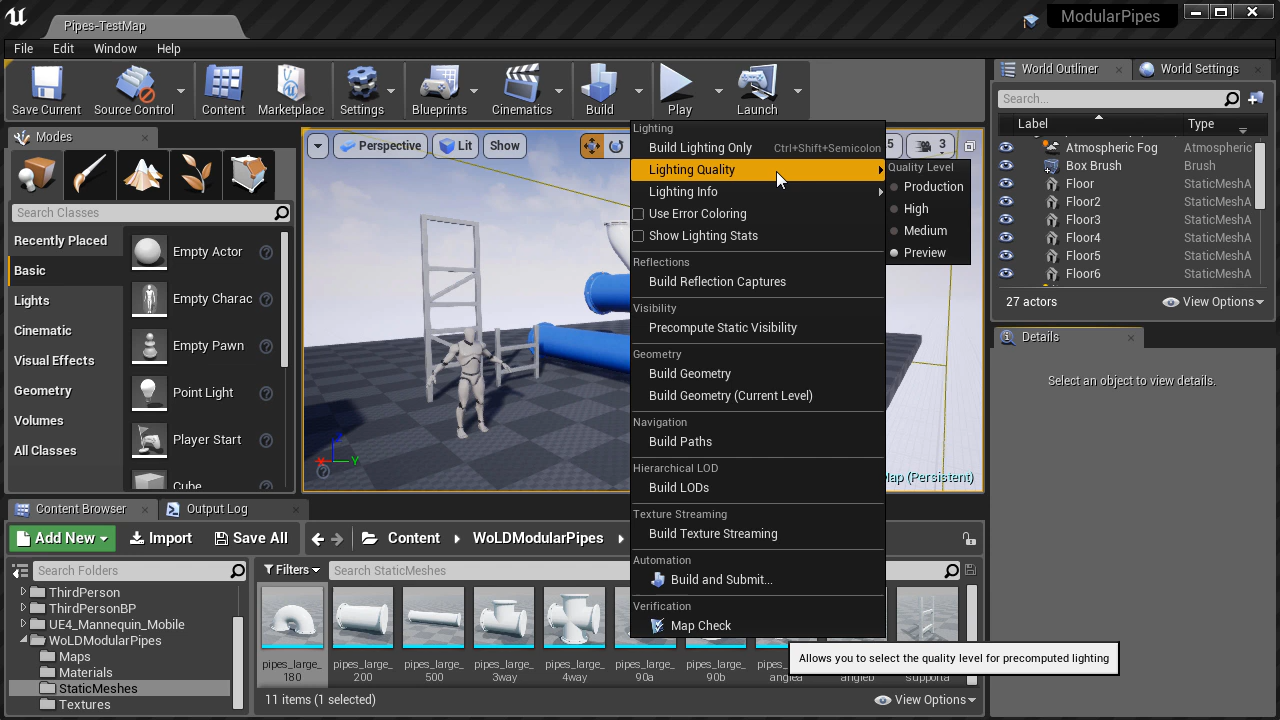 Pipes-TestMap
ModularPipes
File Edit Window Help
Save Current
Source Control
Content
Marketplace
Settings
Blueprints
Cinematics
Build
Play
Launch
World Outliner
World Settings
Search...
Label
Type
Atmospheric Fog Atmospheric
Box Brush Brush
Floor StaticMeshA
Floor2 StaticMeshA
Floor3 StaticMeshA
Floor4 StaticMeshA
Floor5 StaticMeshA
Floor6 StaticMeshA
27 actors
View Options
Details
Select an object to view details.
Modes
Search Classes
Recently Placed
Basic
Lights
Cinematic
Visual Effects
Geometry
Volumes
All Classes
Empty Actor
Empty Charac
Empty Pawn
Point Light
Player Start
Cube
Perspective
Lit
Show
5
3
X
Y
Z
Map (Persistent)
Lighting
Build Lighting Only Ctrl+Shift+Semicolon
Lighting Quality
Lighting Info
Use Error Coloring
Show Lighting Stats
Reflections
Build Reflection Captures
Visibility
Precompute Static Visibility
Geometry
Build Geometry
Build Geometry (Current Level)
Navigation
Build Paths
Hierarchical LOD
Build LODs
Texture Streaming
Build Texture Streaming
Automation
Build and Submit...
Verification
Map Check
Quality Level
Production
High
Medium
Preview
Allows you to select the quality level for precomputed lighting
Content Browser
Output Log
Add New
Import
Save All
Content
WoLDModularPipes
Search Folders
ThirdPerson
ThirdPersonBP
UE4_Mannequin_Mobile
WoLDModularPipes
Maps
Materials
StaticMeshes
Textures
Filters
Search StaticMeshes
pipes_large_
180
pipes_large_
200
pipes_large_
500
pipes_large_
3way
pipes_large_
4way
pipes_large_
90a
pipes_large_
90b
anglea
angleb
supporta
11 items (1 selected)
View Options